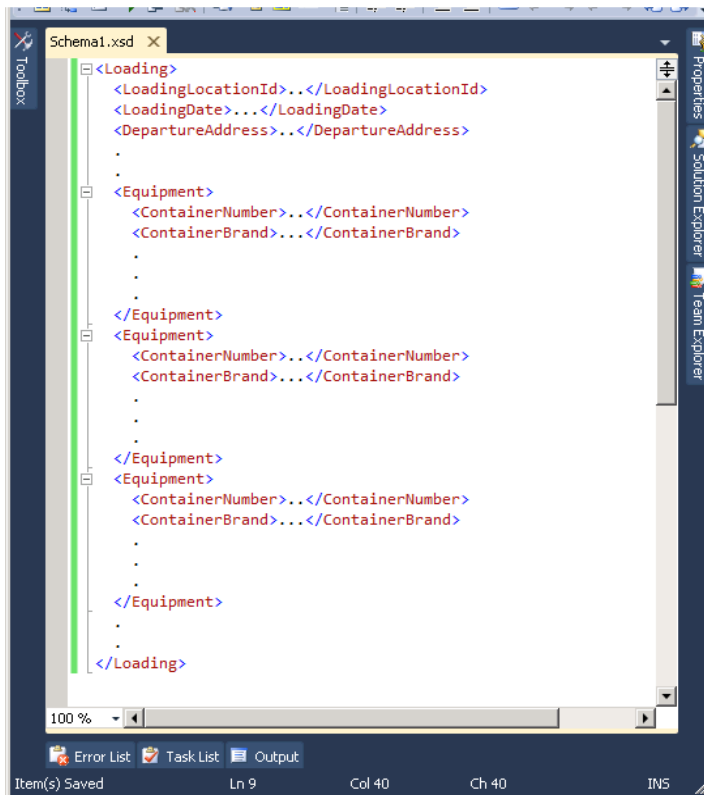 Schema1.xsd
Toolbox
<Loading>
<LoadingLocationId>..</LoadingLocationId>
<LoadingDate>...</LoadingDate>
<DepartureAddress>..</DepartureAddress>
.
.
<Equipment>
<ContainerNumber>..</ContainerNumber>
<ContainerBrand>...</ContainerBrand>
.
.
.
</Equipment>
<Equipment>
<ContainerNumber>..</ContainerNumber>
<ContainerBrand>...</ContainerBrand>
.
.
.
</Equipment>
<Equipment>
<ContainerNumber>..</ContainerNumber>
<ContainerBrand>...</ContainerBrand>
.
.
.
</Equipment>
.
.
</Loading>
Properties
Solution Explorer
Team Explorer
100 %
Error List Task List Output
Item(s) Saved Ln 9 Col 40 Ch 40 INS